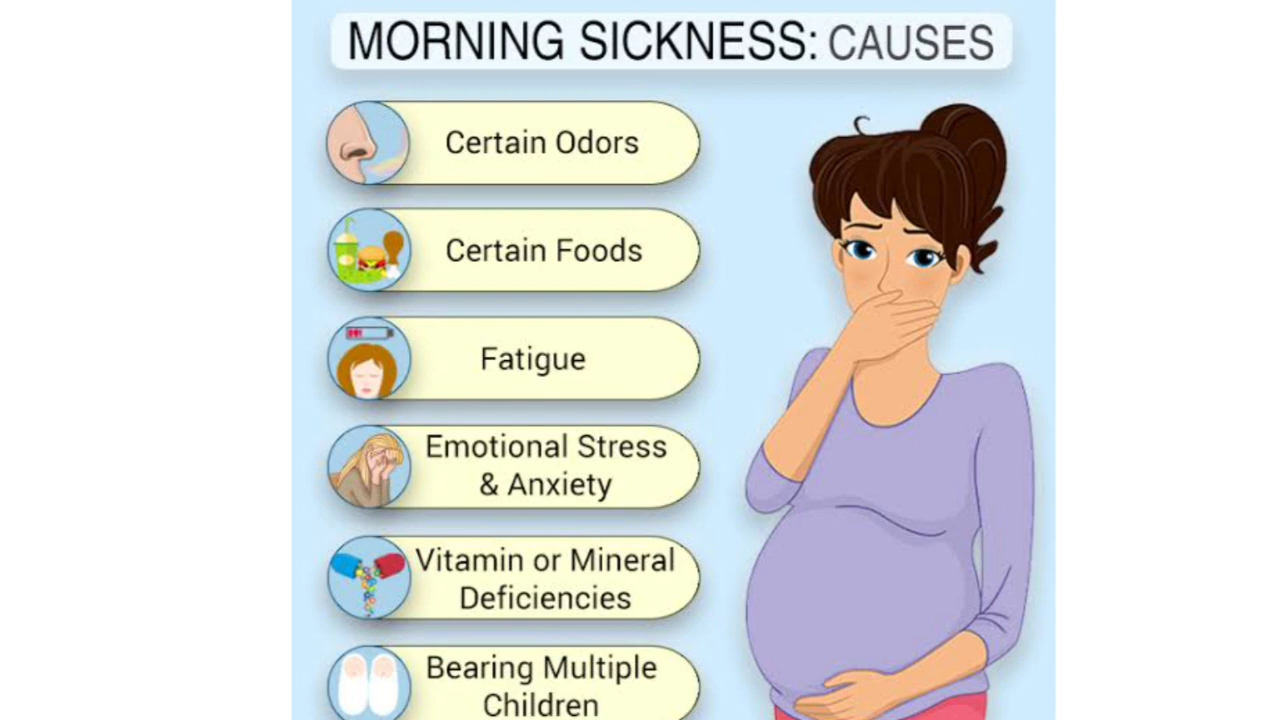 MORNING SICKNESS: CAUSES
Certain Odors
Certain Foods
Fatigue
Emotional Stress
& Anxiety
Vitamin or Mineral
Deficiencies
Bearing Multiple
Children